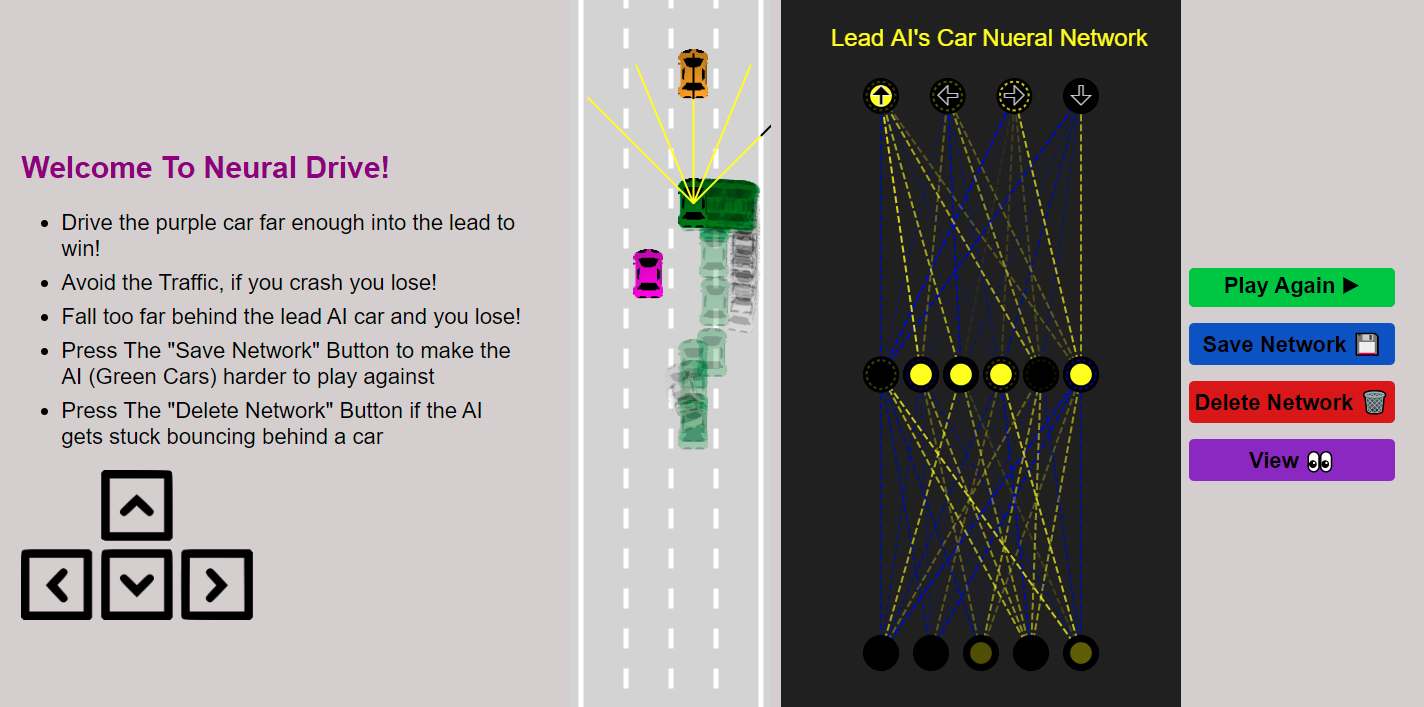 Welcome To Neural Drive!
Drive the purple car far enough into the lead to
win!
Avoid the Traffic, if you crash you lose!
Fall too far behind the lead AI car and you lose!
Press The "Save Network" Button to make the
AI (Green Cars) harder to play against
Press The "Delete Network" Button if the AI
gets stuck bouncing behind a car
Lead AI's Car Nueral Network
Play Again
Save Network
Delete Network
View